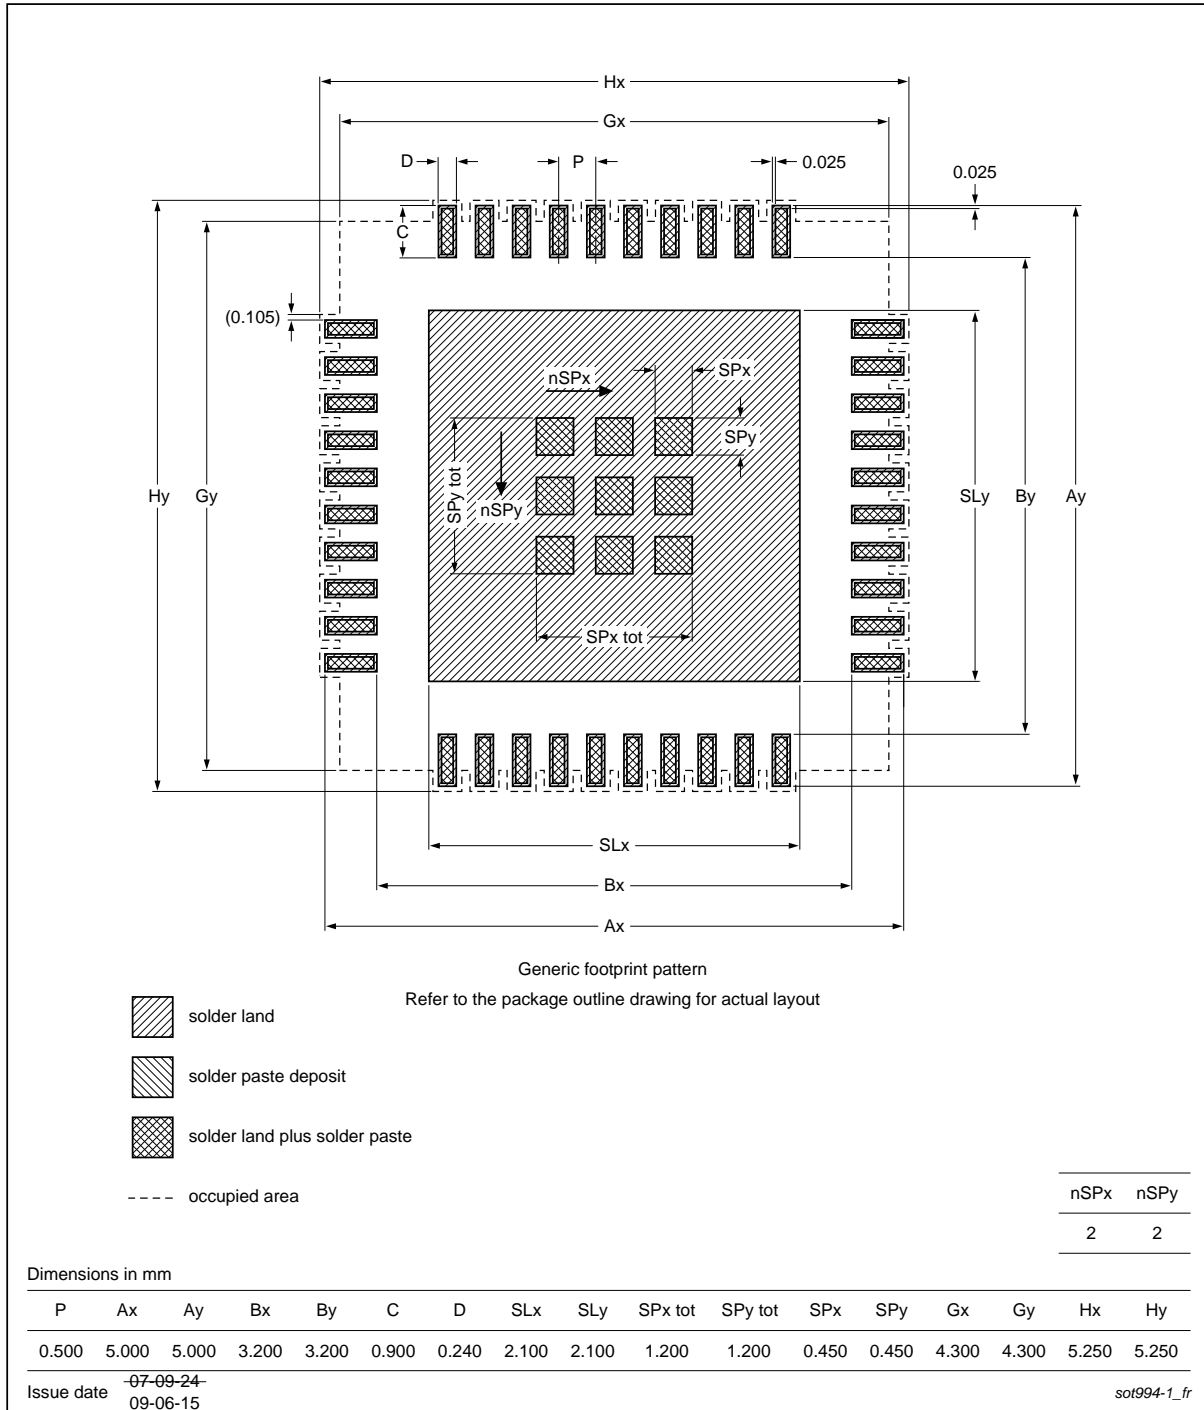 Hx
Gx
D
P
0.025
0.025
C
(0.105)
nSPx
SPx
SPy
SPy tot
nSPy
Hy
Gy
SLy
By
Ay
SPx tot
SLx
Bx
Ax
Generic footprint pattern
Refer to the package outline drawing for actual layout
solder land
solder paste deposit
solder land plus solder paste
occupied area
nSPx nSPy
2 2
Dimensions in mm
P Ax Ay Bx By C D SLx SLy SPx tot SPy tot SPx SPy Gx Gy Hx Hy
0.500 5.000 5.000 3.200 3.200 0.900 0.240 2.100 2.100 1.200 1.200 0.450 0.450 4.300 4.300 5.250 5.250
Issue date 07-09-24
09-06-15
sot994-1_fr